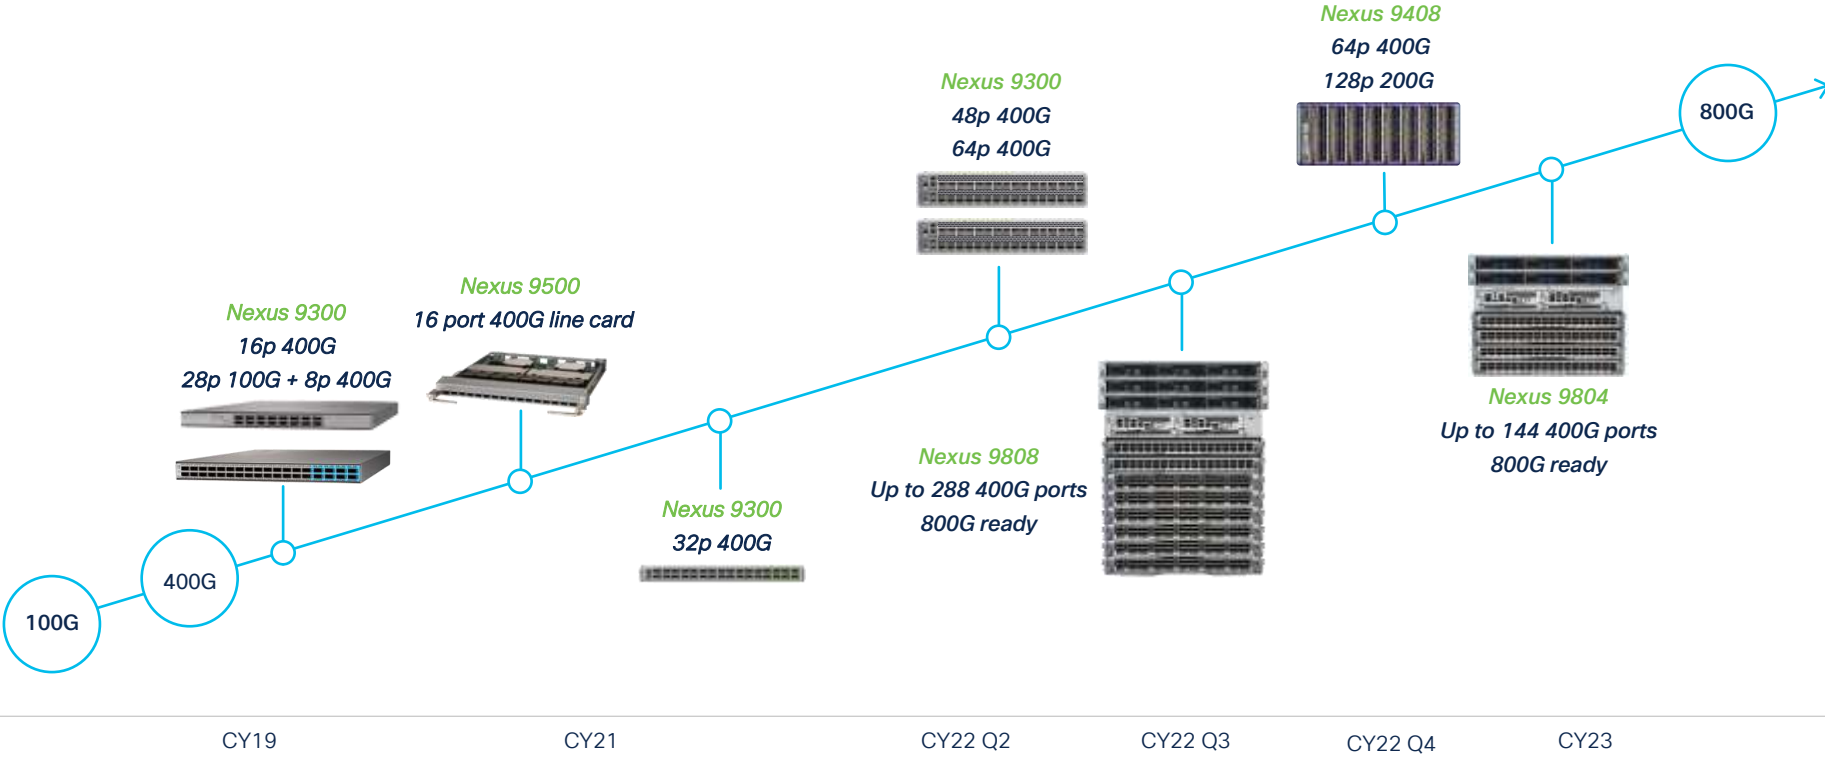 Nexus 9408
64p 400G
128p 200G
Nexus 9300
48p 400G
64p 400G
800G
Nexus 9500
16 port 400G line card
Nexus 9300
16p 400G
28p 100G + 8p 400G
Nexus 9804
Up to 144 400G ports
800G ready
Nexus 9808
Up to 288 400G ports
800G ready
Nexus 9300
32p 400G
400G
100G
CY19
CY21
CY22 Q2
CY22 Q3
CY22 Q4
CY23